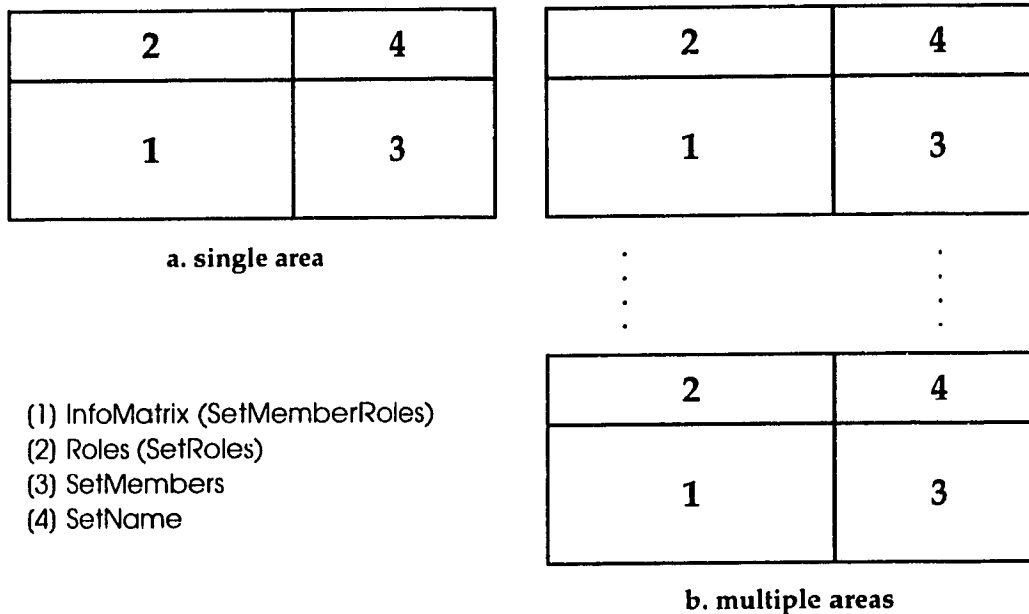 2 4
1 3
a. single area
(1) InfoMatrix (SetMemberRoles)
(2) Roles (SetRoles)
(3) SetMembers
(4) SetName
2 4
1 3
2 4
1 3
b. multiple areas